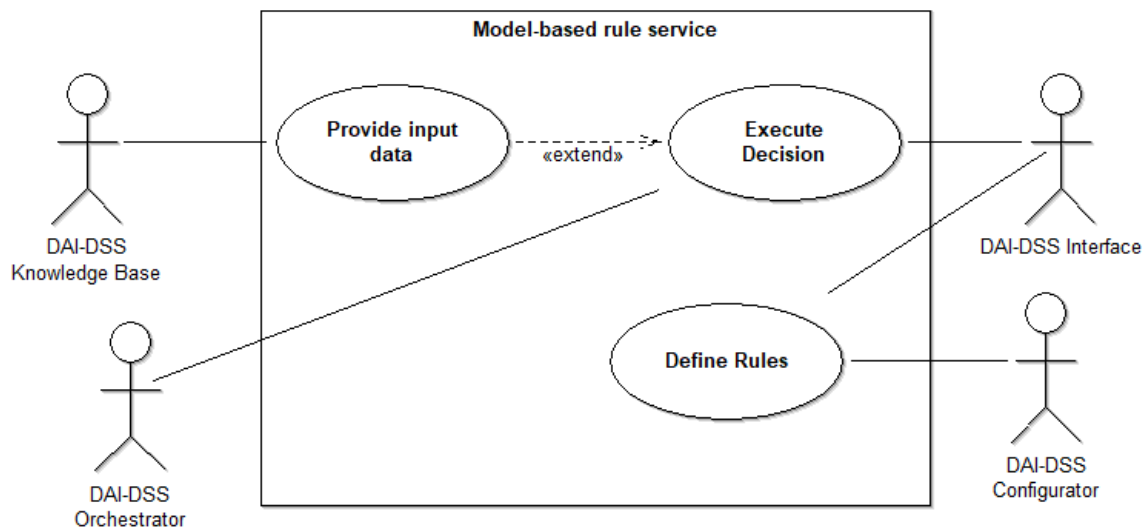 Model-based rule service
Provide input
data
«extend»
Execute
Decision
DAI-DSS
Knowledge Base
DAI-DSS Interface
Define Rules
DAI-DSS
Orchestrator
DAI-DSS
Configurator